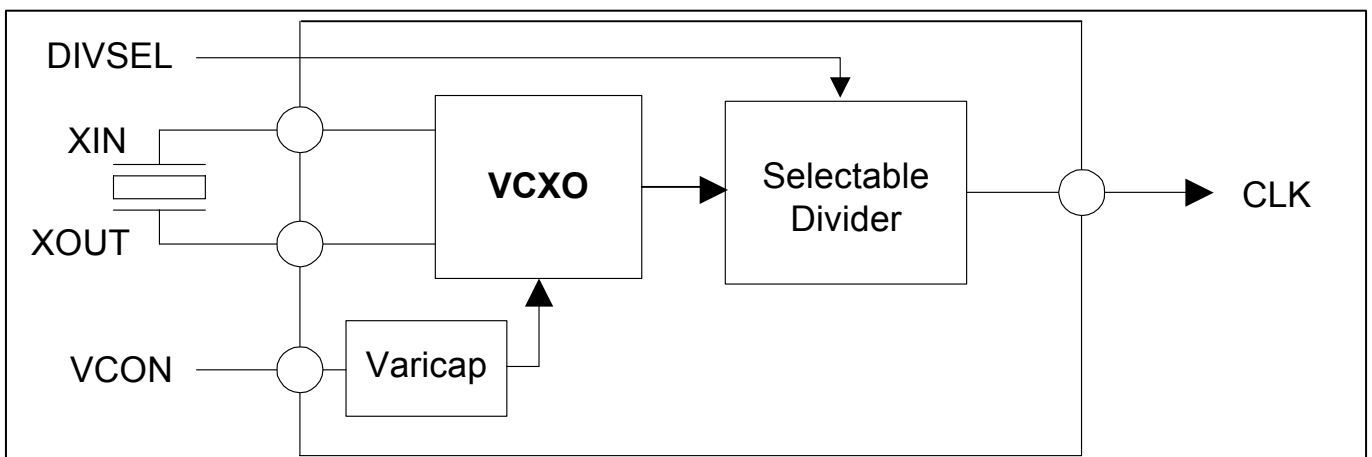 DIVSEL
XIN
XOUT
VCON
VCXO
Varicap
Selectable
Divider
CLK